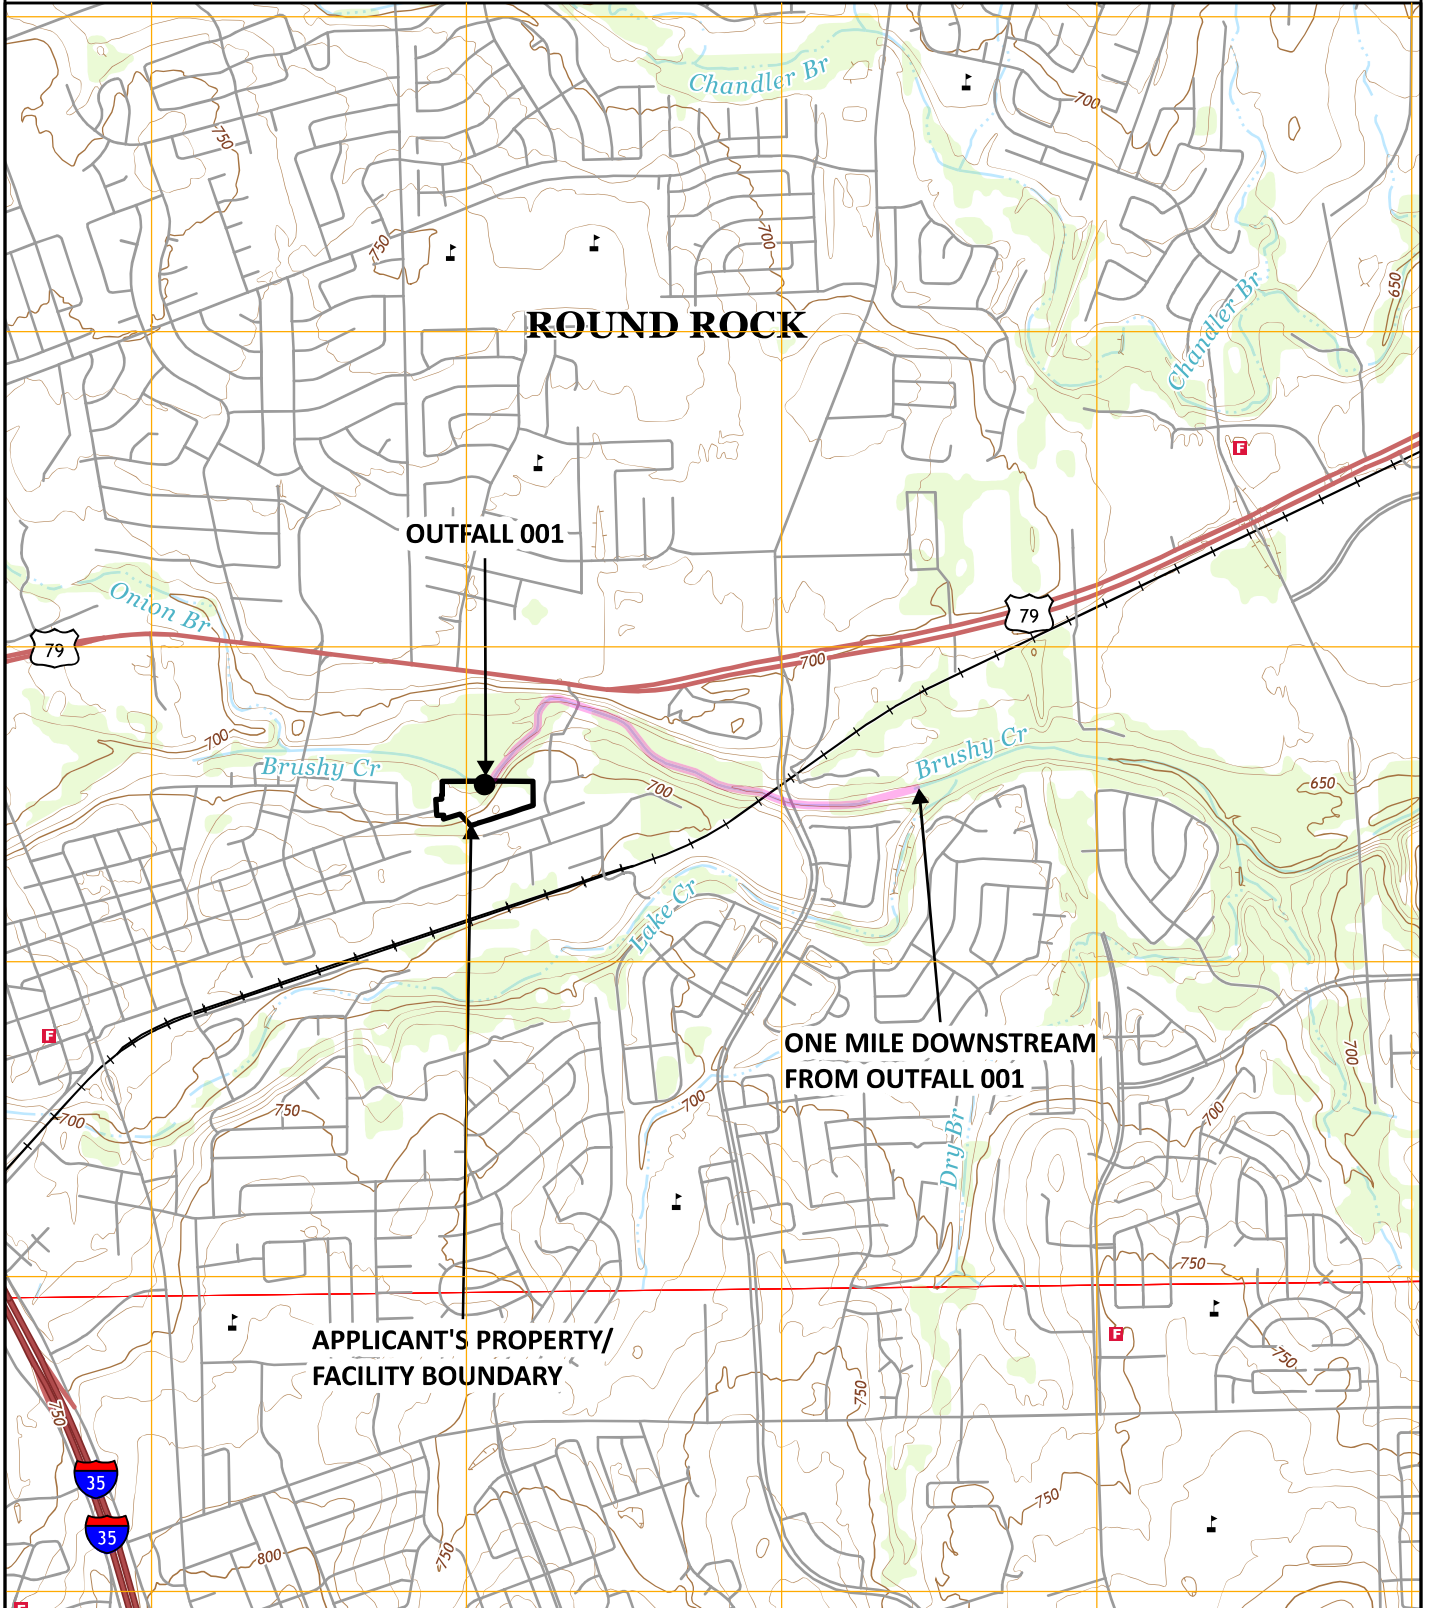 Chandler Br
700
750
750
700
650
Chandler Br
ROUND ROCK
F
OUTFALL 001
Onion Br
79
79
700
700
Brushy Cr
Brushy Cr
700
650
Lake Cr
F
ONE MILE DOWNSTREAM
FROM OUTFALL 001
700
700
750
700
700
Dry Br
750
APPLICANT'S PROPERTY/
FACILITY BOUNDARY
F
750
750
750
35
750
35
750
800
F